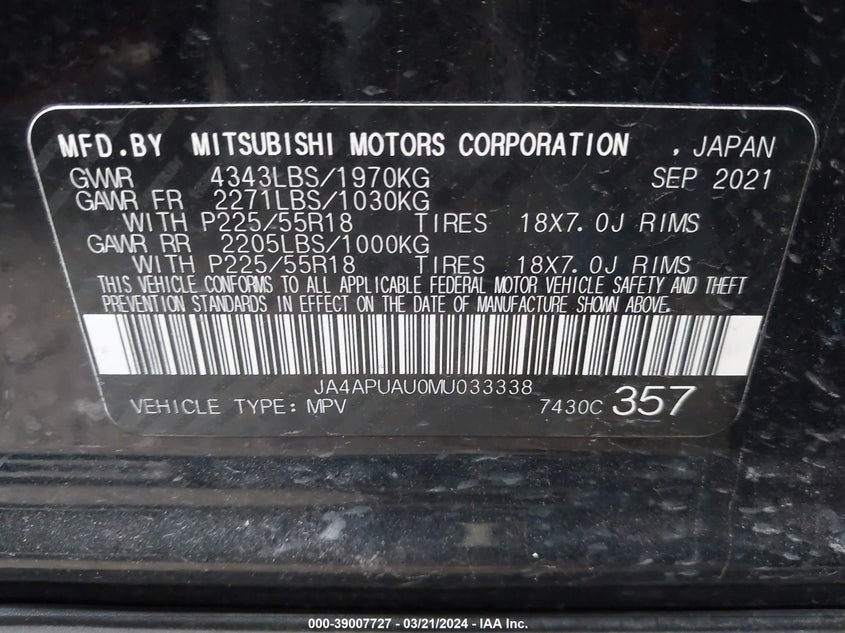 MFD.BY MITSUBISHI MOTORS CORPORATION , JAPAN
GVWR 4343LBS/1970KG SEP 2021
GAWR FR 2271LBS/1030KG
WITH P225/55R18 TIRES 18X7.0J RIMS
GAWR RR 2205LBS/1000KG
WITH P225/55R18 TIRES 18X7.0J RIMS
THIS VEHICLE CONFORMS TO ALL APPLICABLE FEDERAL MOTOR VEHICLE SAFETY AND THEFT
PREVENTION STANDARDS IN EFFECT ON THE DATE OF MANUFACTURE SHOWN ABOVE.
JA4APUAU0MU033338
VEHICLE TYPE: MPV 7430C 357
000-39007727 - 03/21/2024 - IAA Inc.